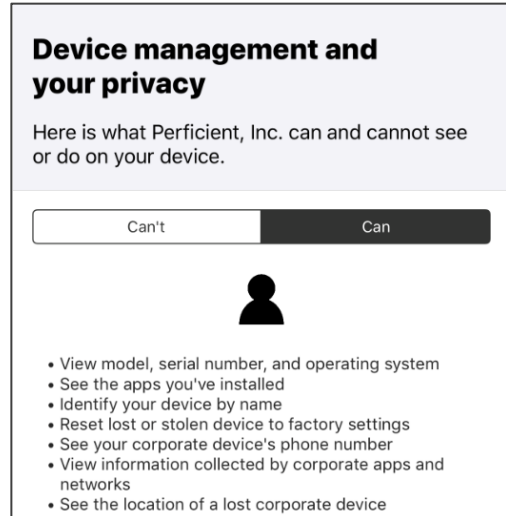 Device management and
your privacy
Here is what Perficient, Inc. can and cannot see
or do on your device.
Can't
Can
• View model, serial number, and operating system
• See the apps you've installed
• Identify your device by name
• Reset lost or stolen device to factory settings
• See your corporate device's phone number
• View information collected by corporate apps and
networks
• See the location of a lost corporate device